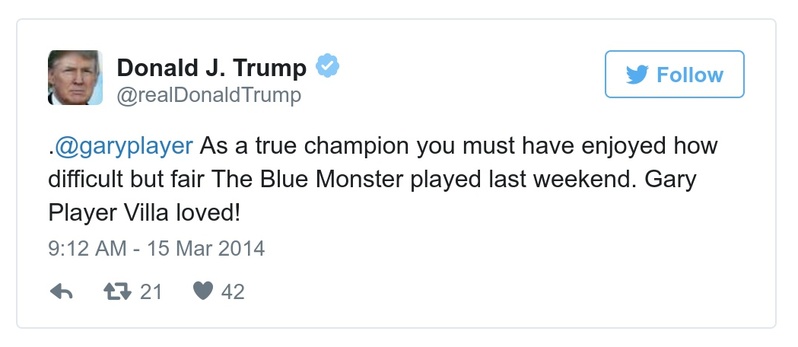 Donald J. Trump
@realDonaldTrump
Follow
.@garyplayer As a true champion you must have enjoyed how
difficult but fair The Blue Monster played last weekend. Gary
Player Villa loved!
9:12 AM - 15 Mar 2014
21 42